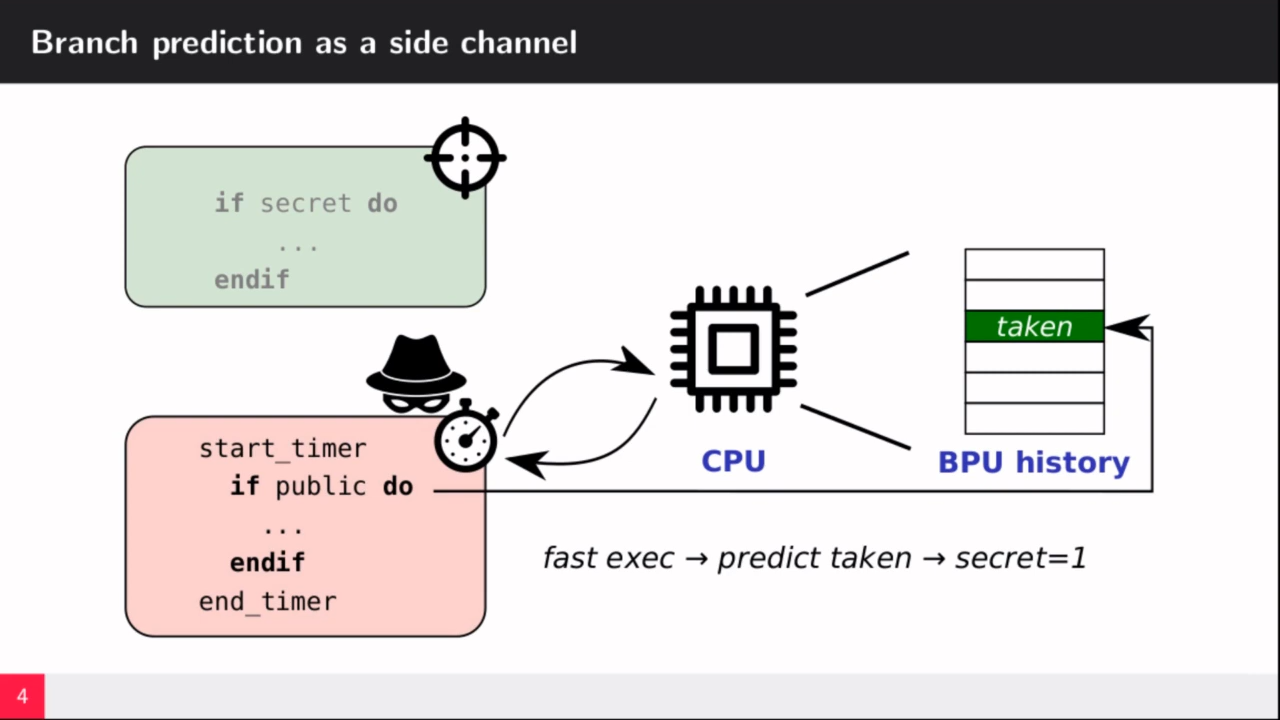 Branch prediction as a side channel
if secret do
...
endif
start_timer
if public do
...
endif
end_timer
CPU
taken
BPU history
fast exec → predict taken → secret=1
4